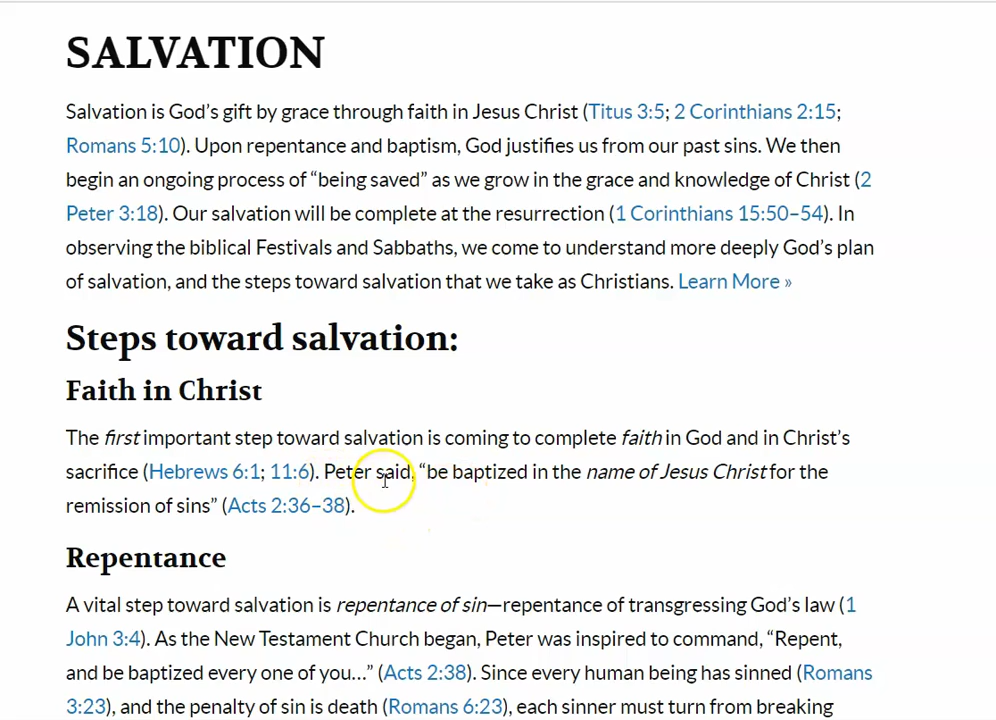 SALVATION
Salvation is God’s gift by grace through faith in Jesus Christ (Titus 3:5; 2 Corinthians 2:15;
Romans 5:10). Upon repentance and baptism, God justifies us from our past sins. We then
begin an ongoing process of “being saved” as we grow in the grace and knowledge of Christ (2
Peter 3:18). Our salvation will be complete at the resurrection (1 Corinthians 15:50–54). In
observing the biblical Festivals and Sabbaths, we come to understand more deeply God’s plan
of salvation, and the steps toward salvation that we take as Christians. Learn More »
Steps toward salvation:
Faith in Christ
The first important step toward salvation is coming to complete faith in God and in Christ’s
sacrifice (Hebrews 6:1; 11:6). Peter said, “be baptized in the name of Jesus Christ for the
remission of sins” (Acts 2:36–38).
Repentance
A vital step toward salvation is repentance of sin—repentance of transgressing God’s law (1
John 3:4). As the New Testament Church began, Peter was inspired to command, “Repent,
and be baptized every one of you…” (Acts 2:38). Since every human being has sinned (Romans
3:23), and the penalty of sin is death (Romans 6:23), each sinner must turn from breaking